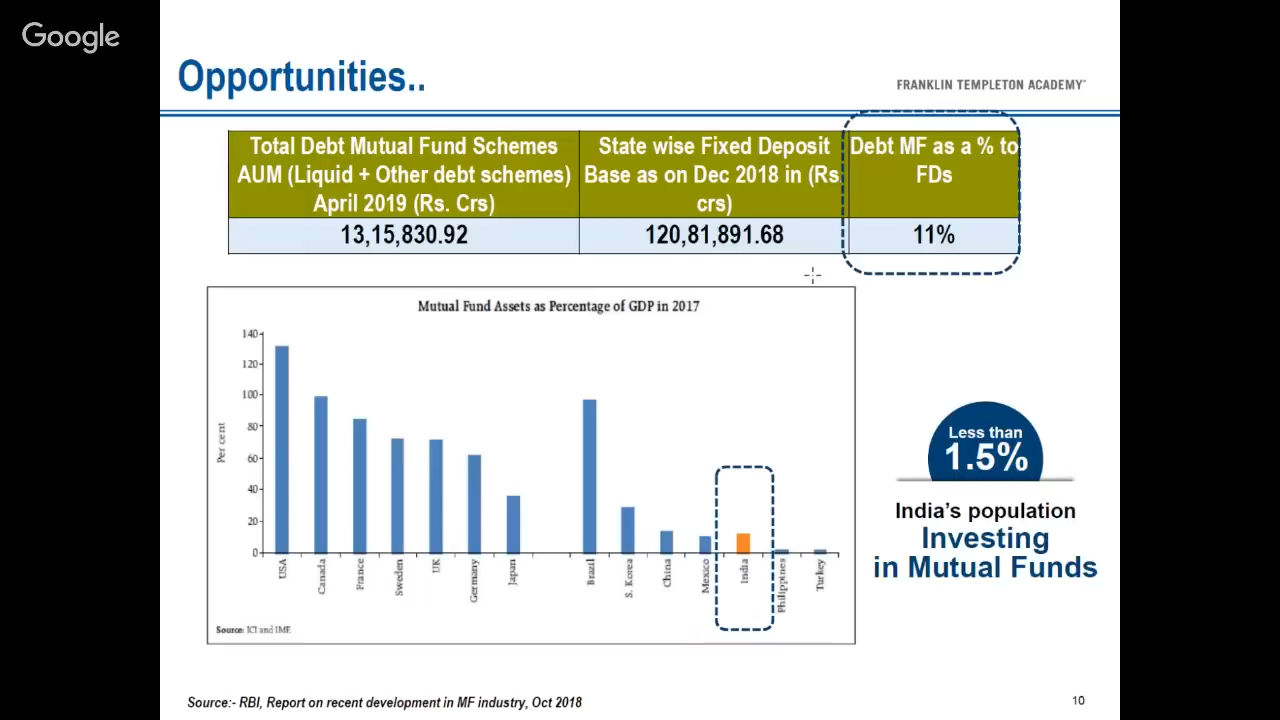 Google
Opportunities..
FRANKLIN TEMPLETON ACADEMY
Total Debt Mutual Fund Schemes
AUM (Liquid + Other debt schemes)
April 2019 (Rs. Crs)
State wise Fixed Deposit
Base as on Dec 2018 in (Rs
crs)
Debt MF as a % to
FDs
13,15,830.92
120,81,891.68
11%
Mutual Fund Assets as Percentage of GDP in 2017
Per cent
140
120
100
80
60
40
20
0
USA
Canada
France
Sweden
UK
Germany
Japan
Brazil
S. Korea
China
Mexico
India
Philippines
Turkey
Source: ICI and IMF.
Less than
1.5%
India's population
Investing
in Mutual Funds
Source:- RBI, Report on recent development in MF industry, Oct 2018
10